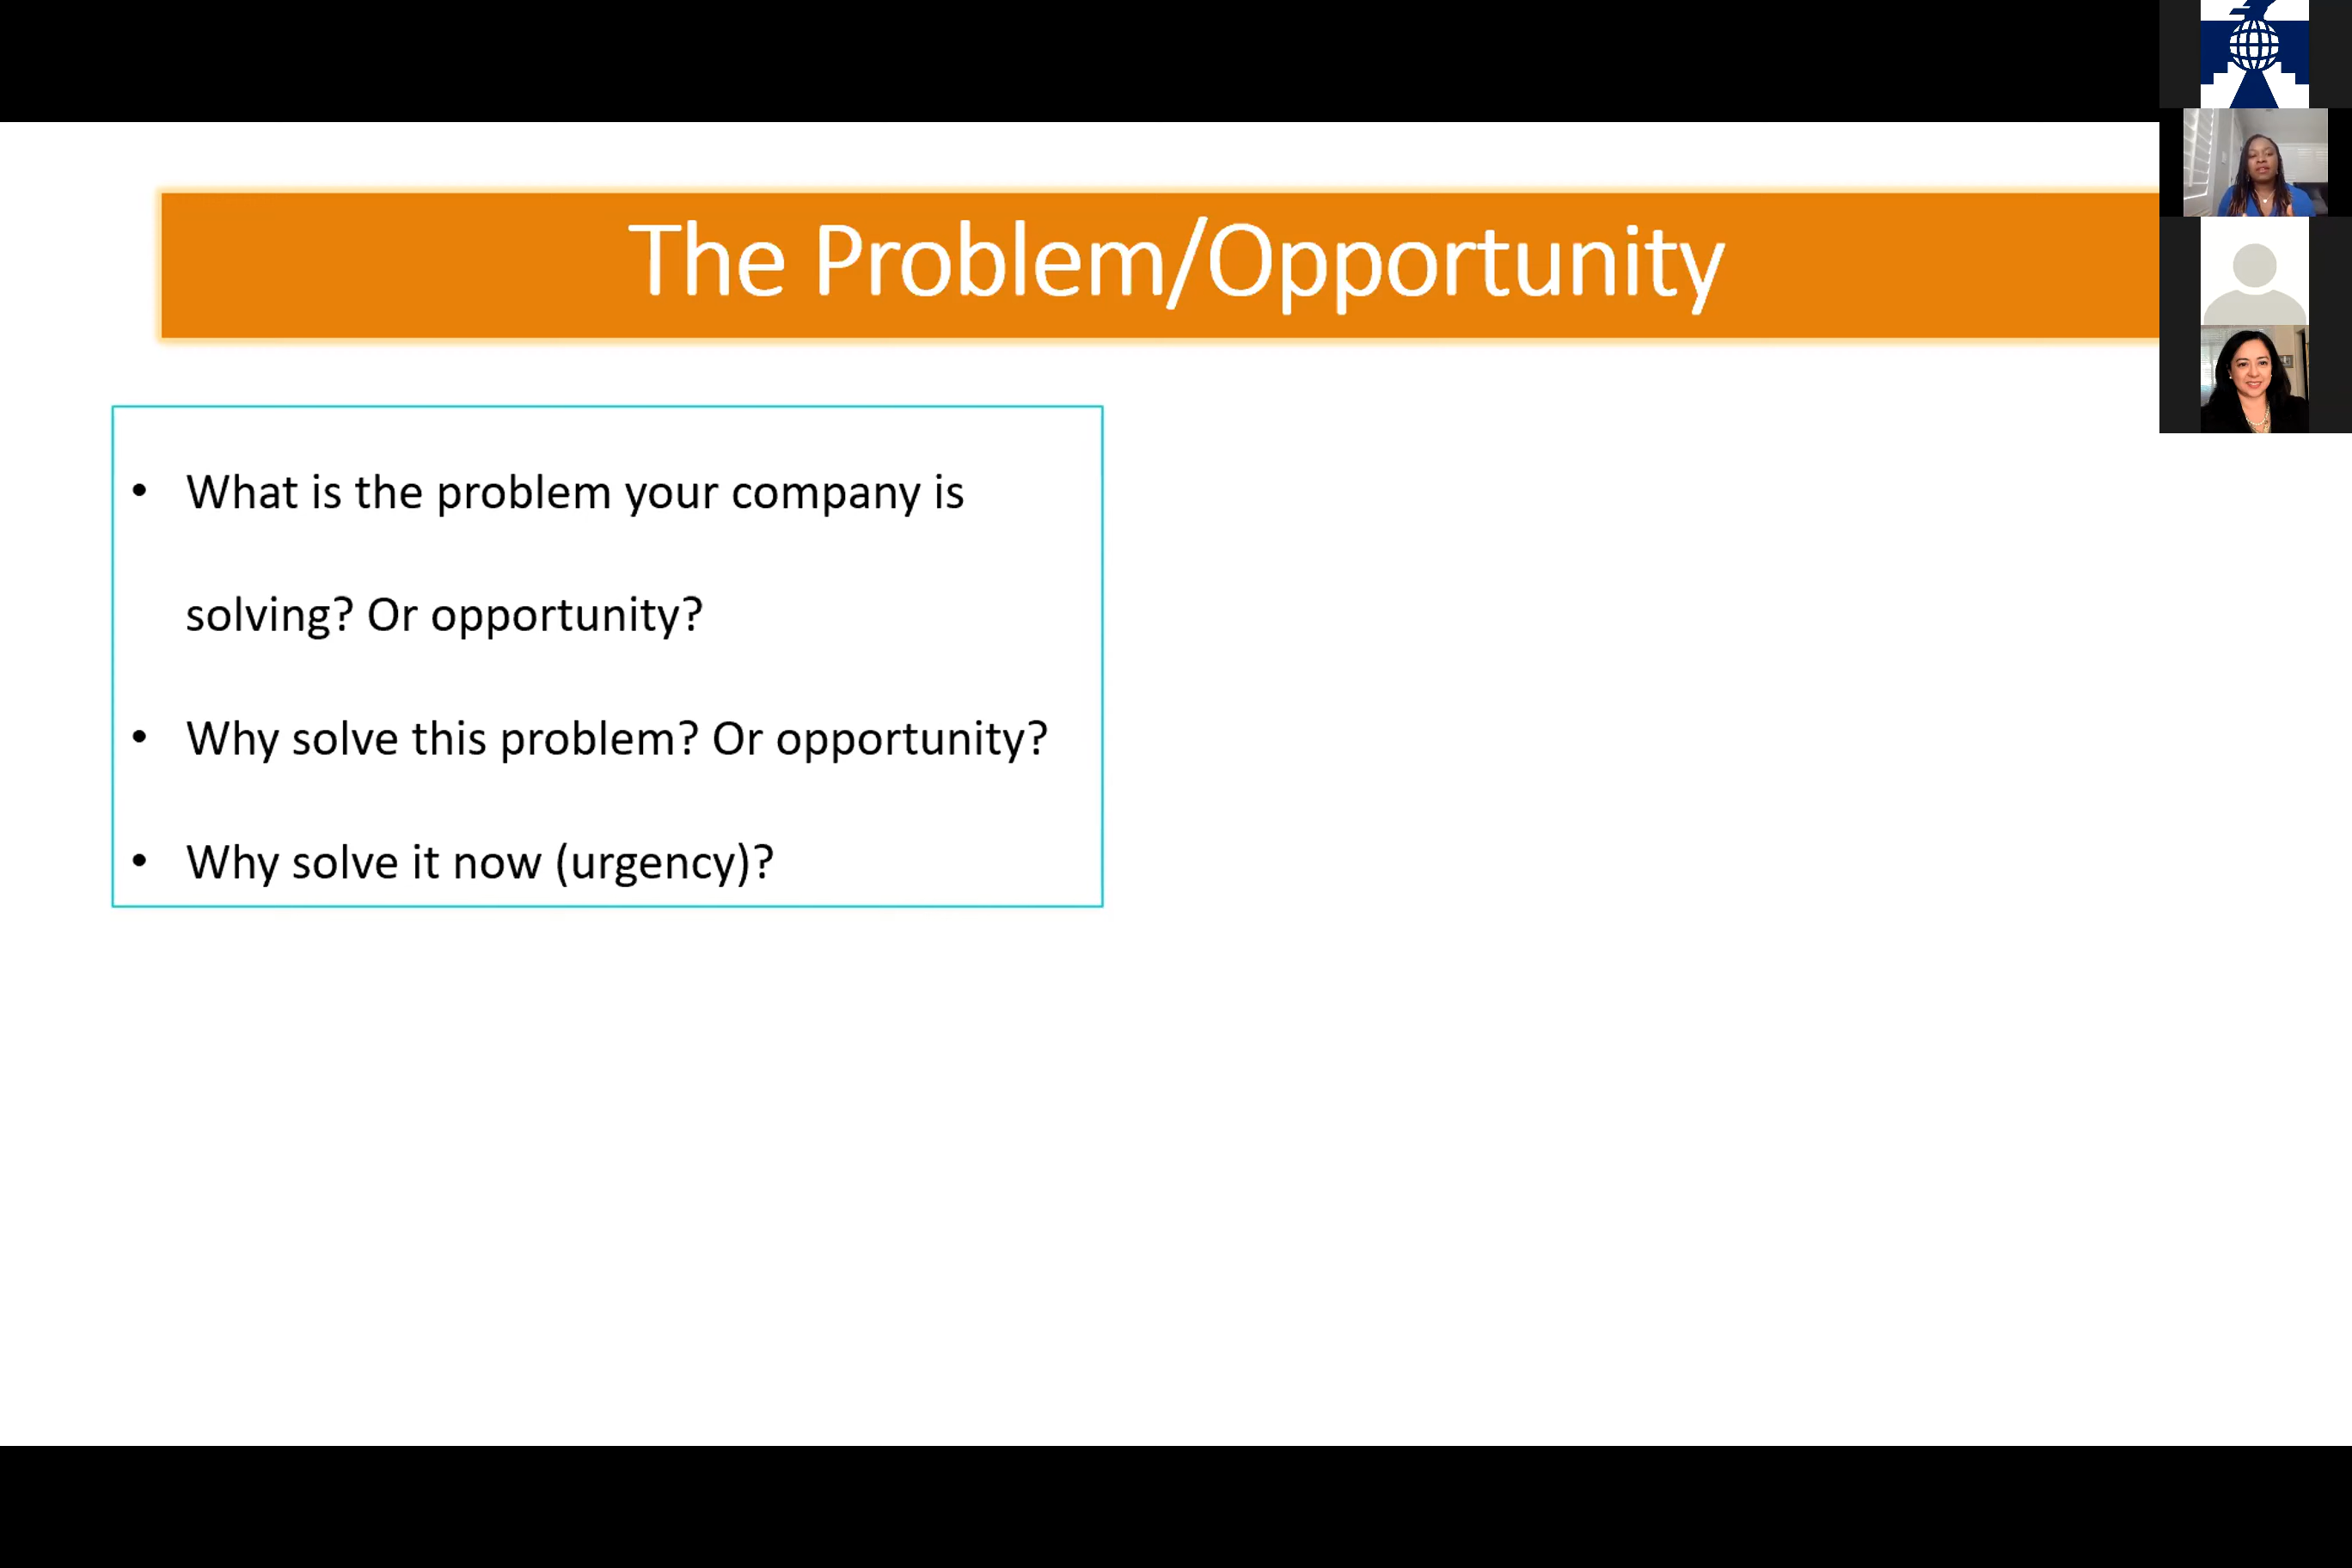 The Problem/Opportunity
• What is the problem your company is
solving? Or opportunity?
• Why solve this problem? Or opportunity?
• Why solve it now (urgency)?